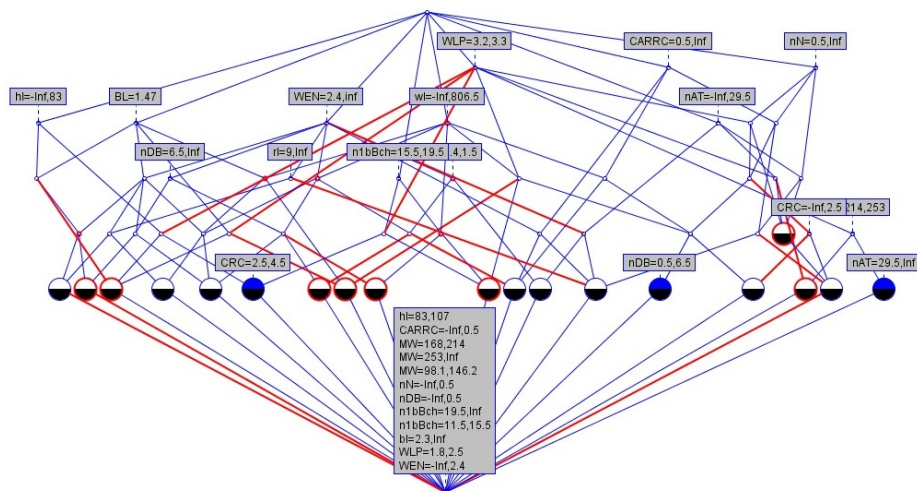 WLP=3.2,3.3
CARRC=0.5,Inf
nN=0.5,Inf
hI=-Inf,83
BL=1.47
WEN=2.4,inf
wI=-Inf,806.5
nAT=-Inf,29.5
nDB=6.5,Inf
rI=9,Inf
n1bBch=15.5,19.5
4,1.5
CRC=-Inf,2.5
214,253
CRC=2.5,4.5
nDB=0.5,6.5
nAT=29.5,Inf
hI=83,107
CARRC=-Inf,0.5
MW=168,214
MW=253,Inf
MW=98.1,146.2
nN=-Inf,0.5
nDB=-Inf,0.5
n1bBch=19.5,Inf
n1bBch=11.5,15.5
bI=2.3,Inf
WLP=1.8,2.5
WEN=-Inf,2.4